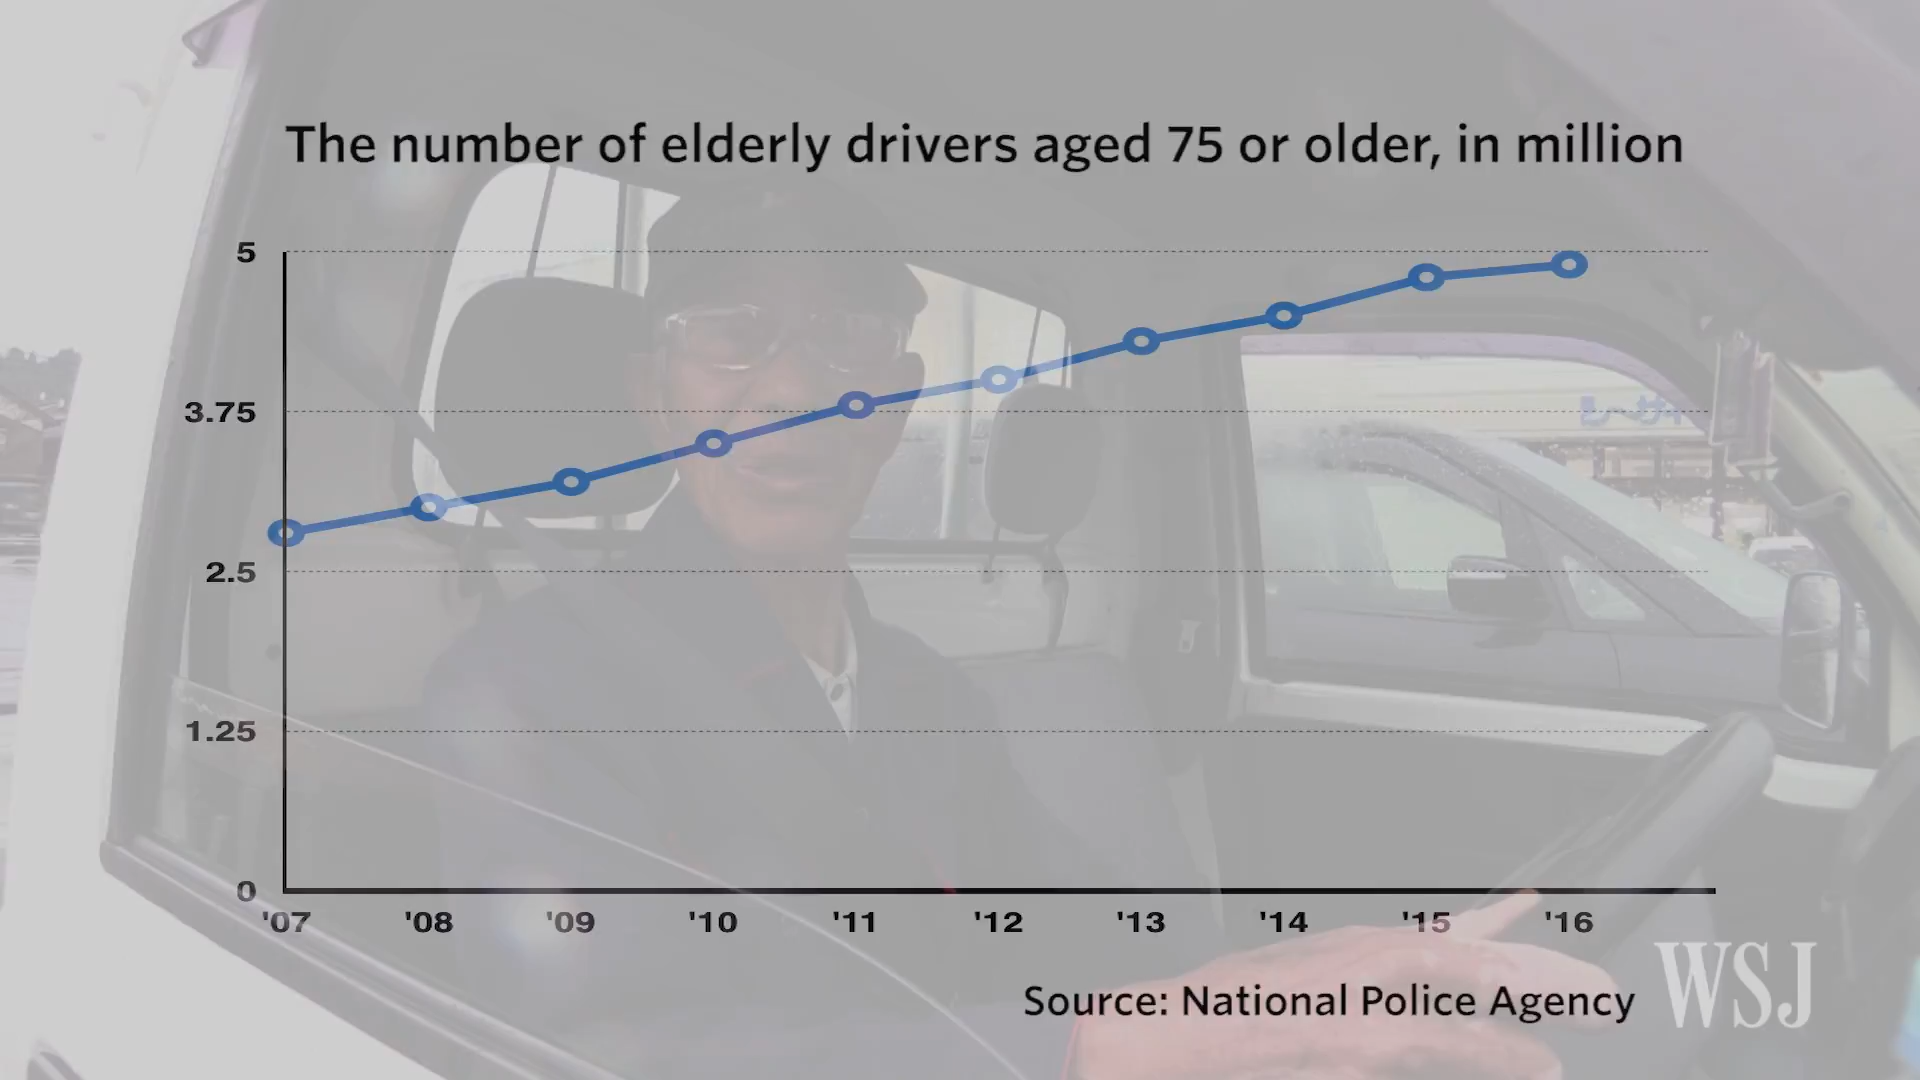 The number of elderly drivers aged 75 or older, in million
5
3.75
2.5
1.25
0
'07 '08 '09 '10 '11 '12 '13 '14 '15 '16
Source: National Police Agency
WSJ